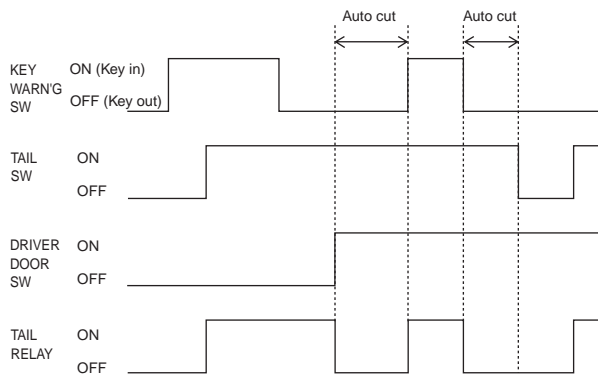 Auto cut Auto cut
KEY WARN'G SW
ON (Key in)
OFF (Key out)
TAIL SW
ON
OFF
DRIVER DOOR SW
ON
OFF
TAIL RELAY
ON
OFF